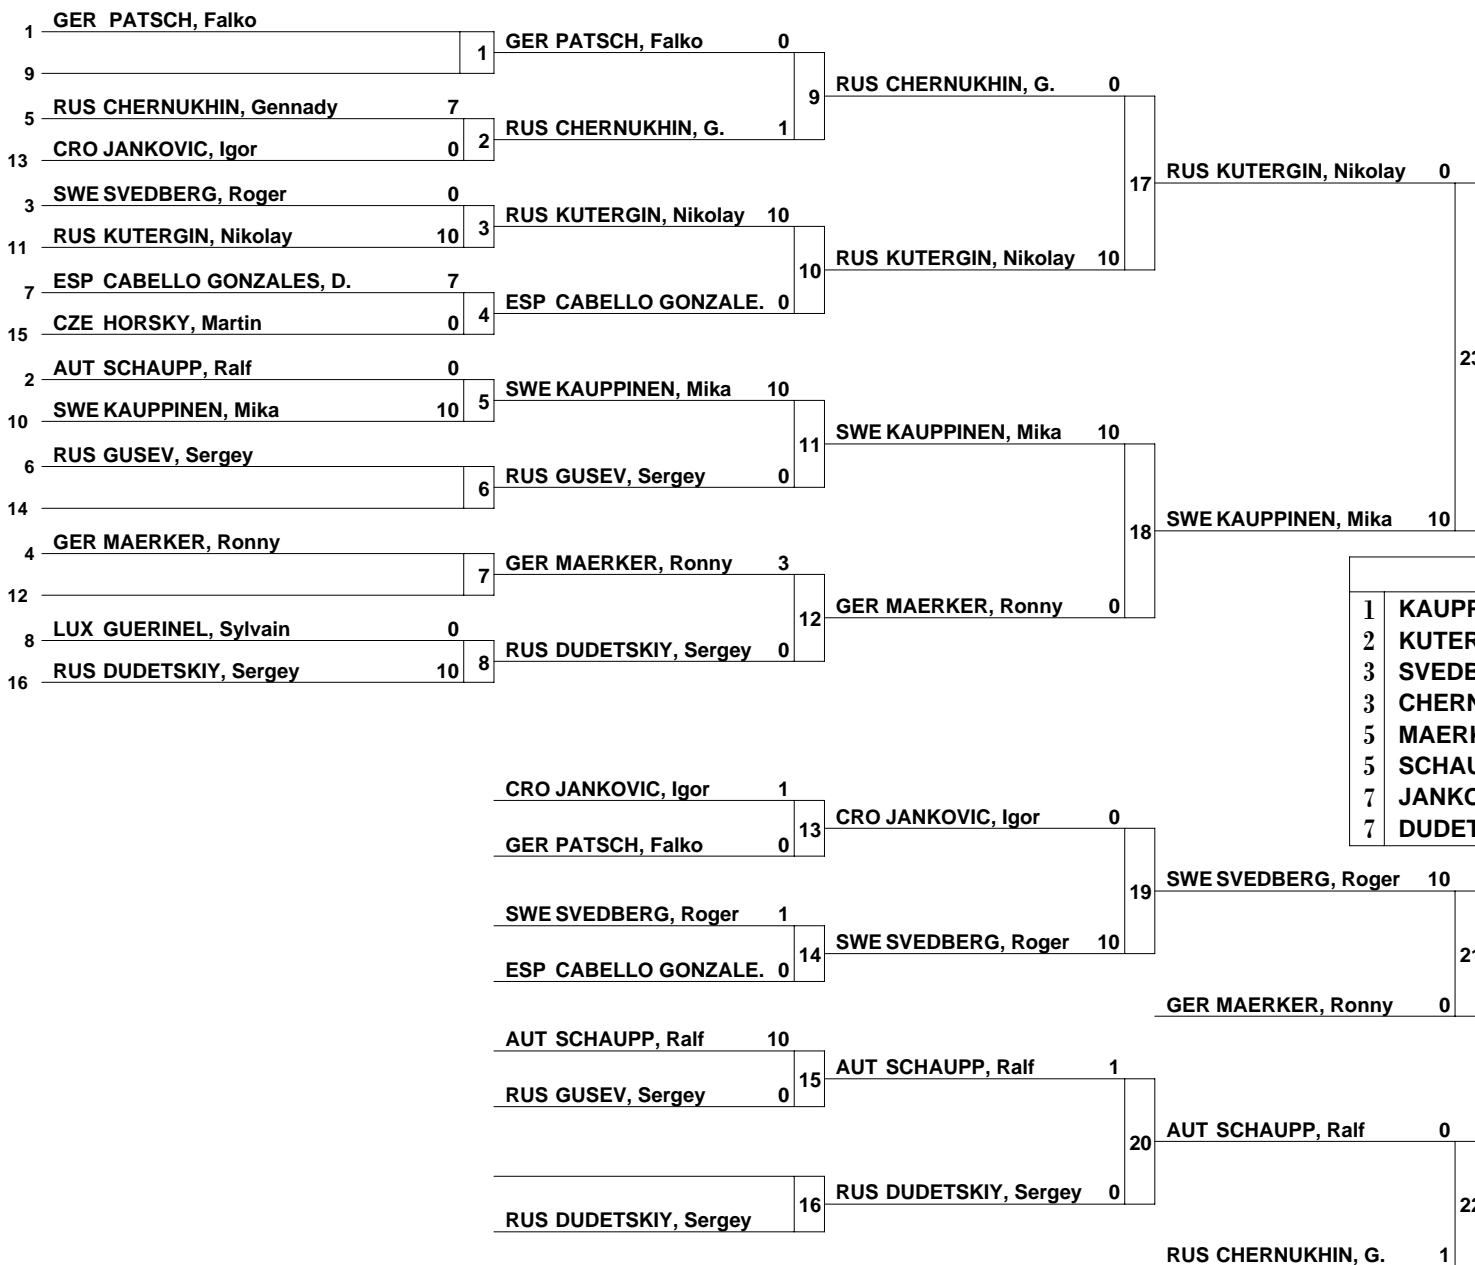 1 GER PATSCH, Falko
9
1
5 RUS CHERNUKHIN, Gennady 7
13 CRO JANKOVIC, Igor 0
2
3 SWE SVEDBERG, Roger 0
11 RUS KUTERGIN, Nikolay 10
3
7 ESP CABELLO GONZALES, D. 7
15 CZE HORSKY, Martin 0
4
2 AUT SCHAUPP, Ralf 0
10 SWE KAUPPINEN, Mika 10
5
6 RUS GUSEV, Sergey
14
6
4 GER MAERKER, Ronny
12
7
8 LUX GUERINEL, Sylvain 0
16 RUS DUDETSKIY, Sergey 10
8
GER PATSCH, Falko 0
RUS CHERNUKHIN, G. 1
9
RUS KUTERGIN, Nikolay 10
ESP CABELLO GONZALE. 0
10
SWE KAUPPINEN, Mika 10
RUS GUSEV, Sergey 0
11
GER MAERKER, Ronny 3
RUS DUDETSKIY, Sergey 0
12
RUS CHERNUKHIN, G. 0
RUS KUTERGIN, Nikolay 10
17
SWE KAUPPINEN, Mika 10
GER MAERKER, Ronny 0
18
RUS KUTERGIN, Nikolay 0
SWE KAUPPINEN, Mika 10
23
1 KAUPP
2 KUTER
3 SVEDB
3 CHERN
5 MAERK
5 SCHAU
7 JANKO
7 DUDET
CRO JANKOVIC, Igor 1
GER PATSCH, Falko 0
13
SWE SVEDBERG, Roger 1
ESP CABELLO GONZALE. 0
14
AUT SCHAUPP, Ralf 10
RUS GUSEV, Sergey 0
15
RUS DUDETSKIY, Sergey
16
CRO JANKOVIC, Igor 0
SWE SVEDBERG, Roger 10
19
AUT SCHAUPP, Ralf 1
RUS DUDETSKIY, Sergey 0
20
SWE SVEDBERG, Roger 10
GER MAERKER, Ronny 0
21
AUT SCHAUPP, Ralf 0
RUS CHERNUKHIN, G. 1
22